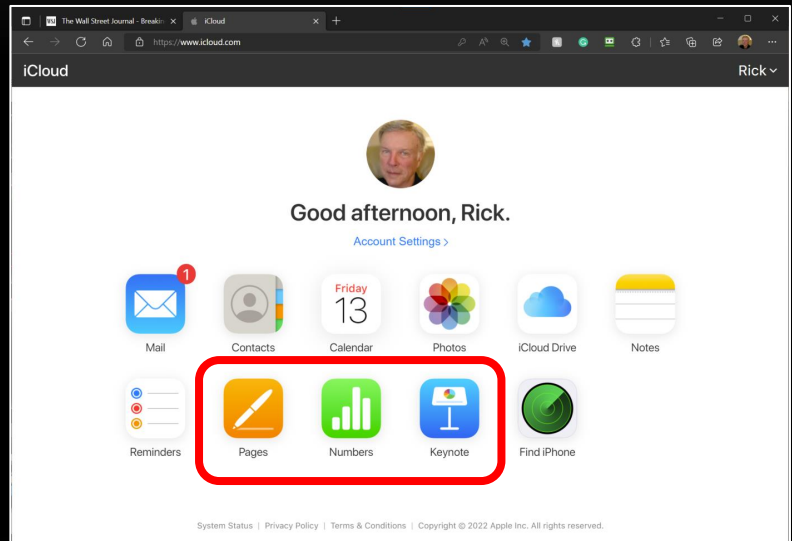 The Wall Street Journal - Breakin
iCloud
https://www.icloud.com
iCloud
Rick
Good afternoon, Rick.
Account Settings >
1
Friday
13
Mail Contacts Calendar Photos iCloud Drive Notes
Reminders Pages Numbers Keynote Find iPhone
System Status | Privacy Policy | Terms & Conditions | Copyright © 2022 Apple Inc. All rights reserved.